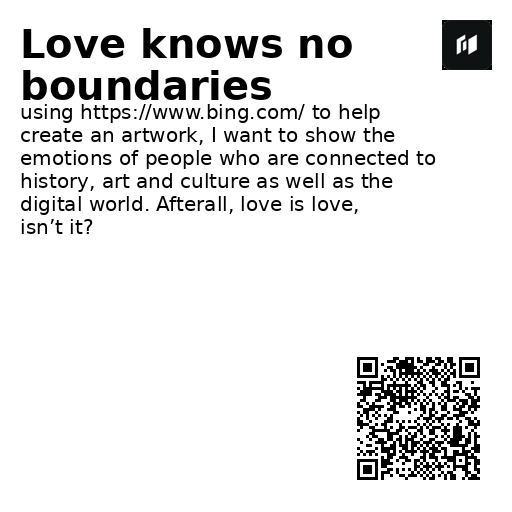 Love knows no
boundaries
using https://www.bing.com/ to help
create an artwork, I want to show the
emotions of people who are connected to
history, art and culture as well as the
digital world. Afterall, love is love,
isn’t it?